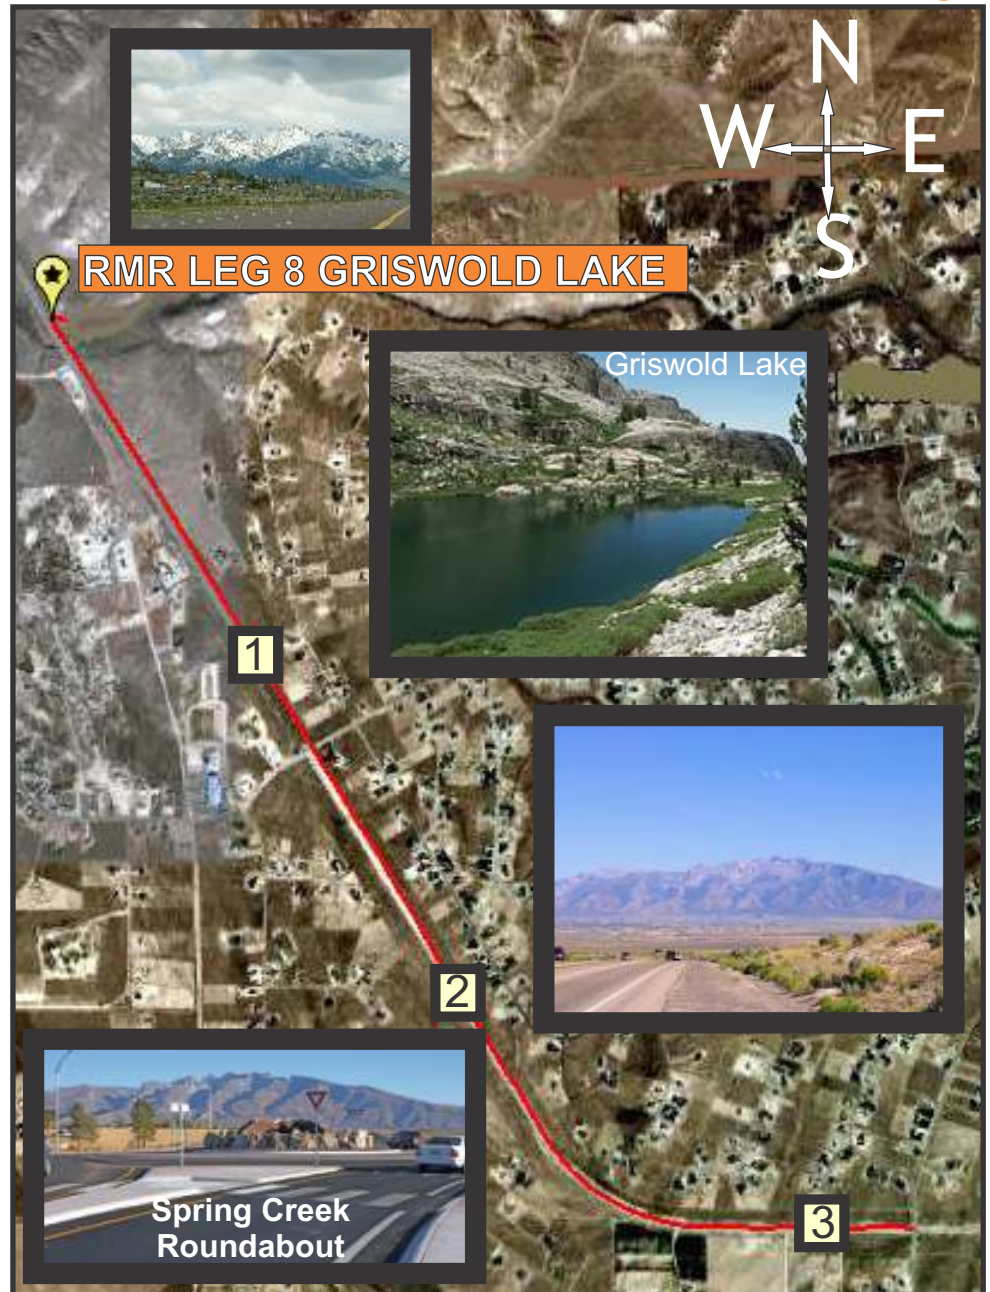 N
W E
S
RMR LEG 8 GRISWOLD LAKE
Griswold Lake
1
2
Spring Creek
Roundabout
3